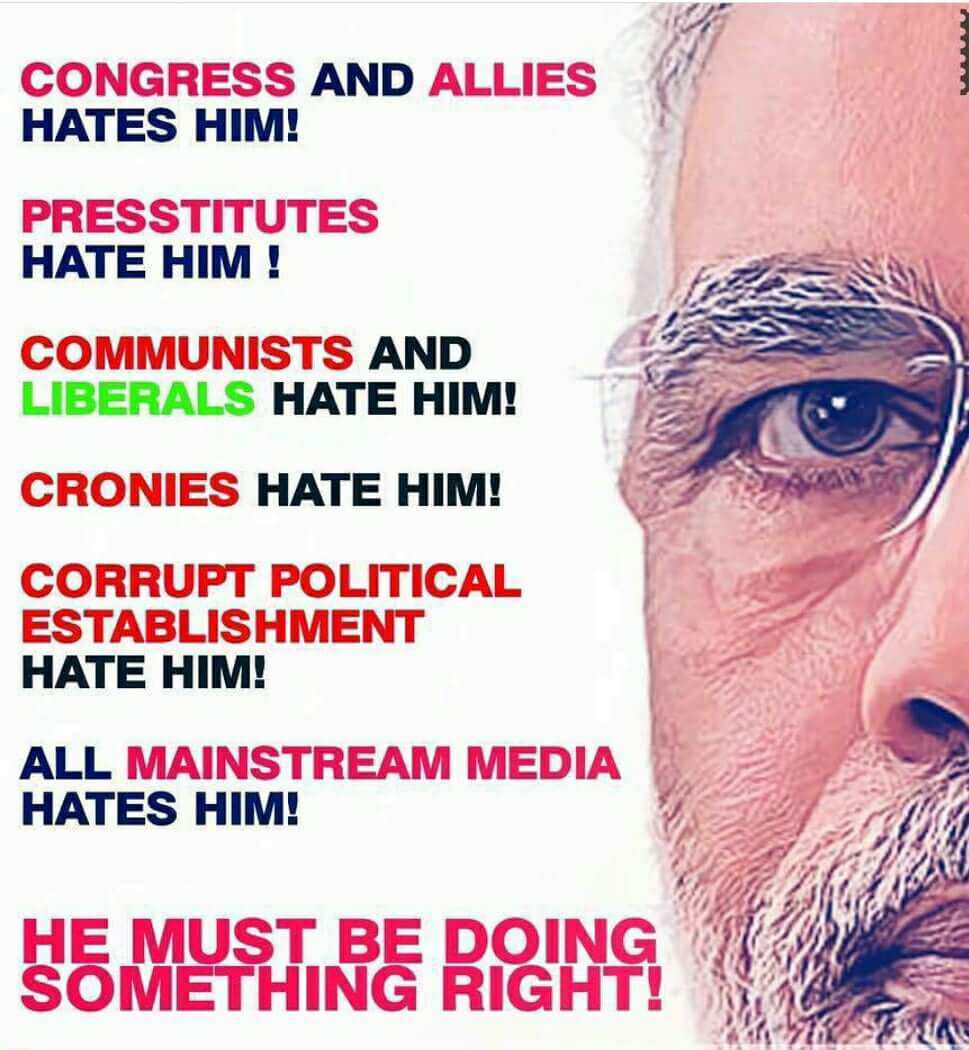 CONGRESS AND ALLIES
HATES HIM!
PRESSTITUTES
HATE HIM !
COMMUNISTS AND
LIBERALS HATE HIM!
CRONIES HATE HIM!
CORRUPT POLITICAL
ESTABLISHMENT
HATE HIM!
ALL MAINSTREAM MEDIA
HATES HIM!
HE MUST BE DOING
SOMETHING RIGHT!